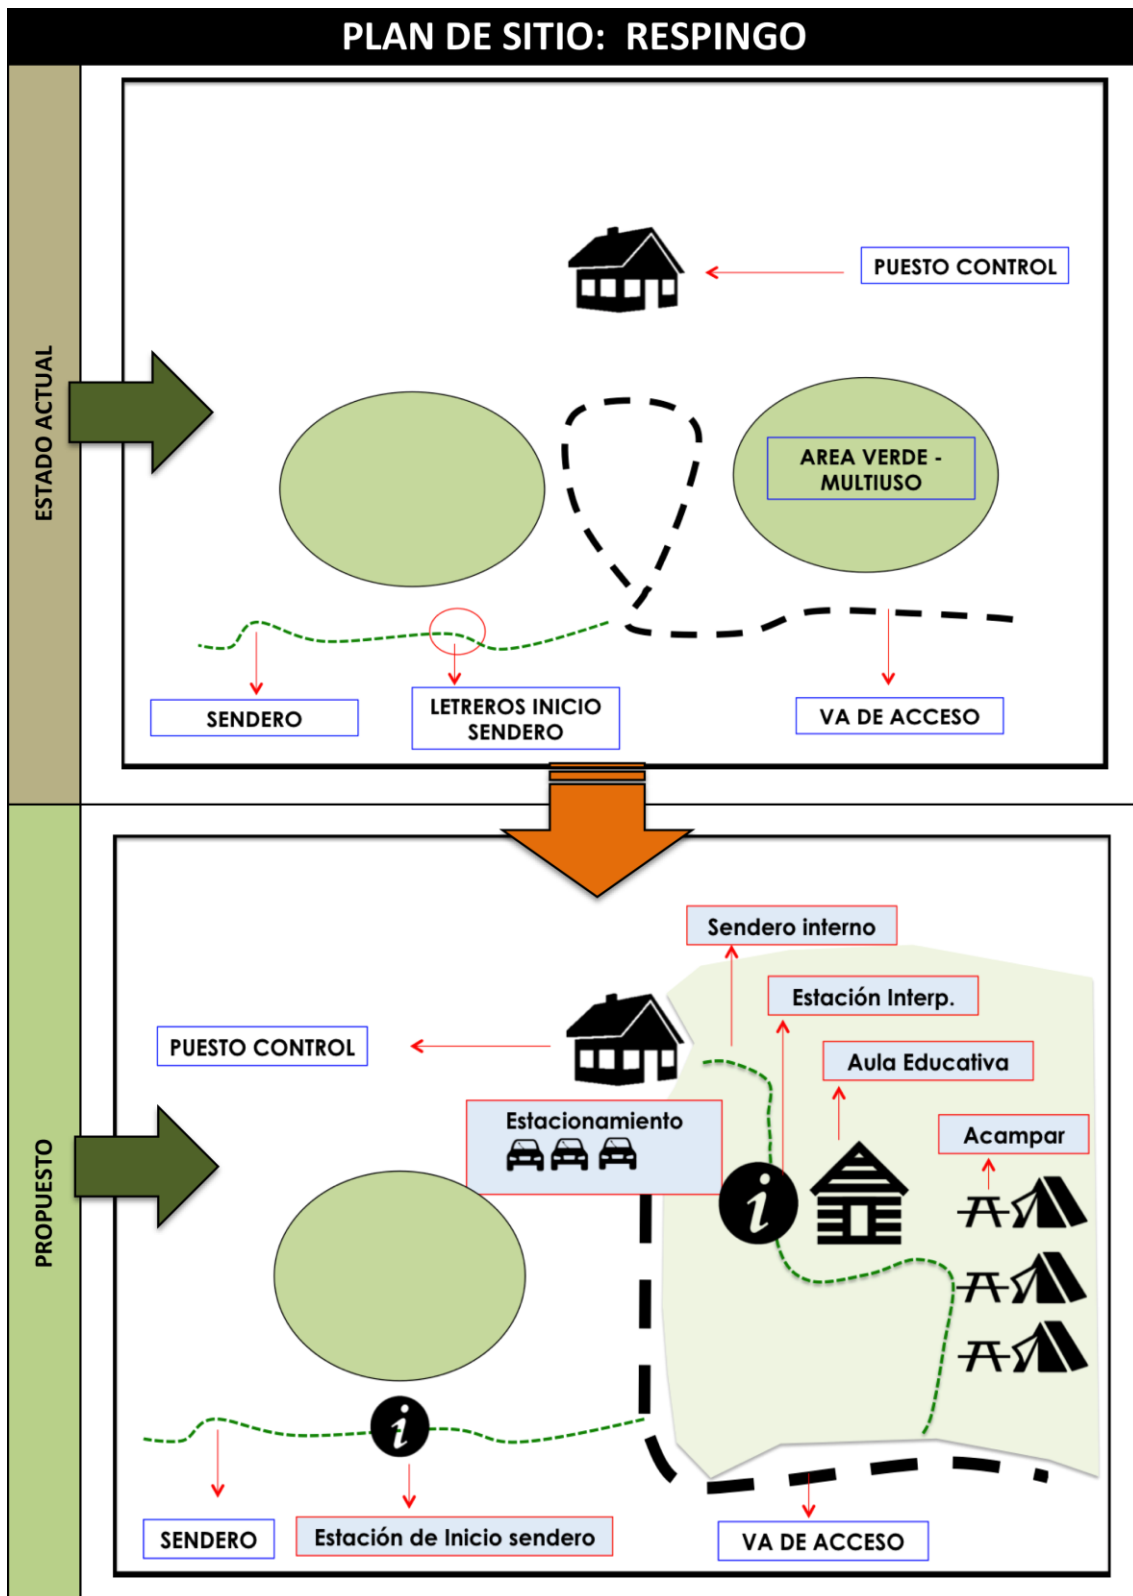 PLAN DE SITIO: RESPINGO
ESTADO ACTUAL
PUESTO CONTROL
AREA VERDE -
MULTIUSO
SENDERO
LETREROS INICIO
SENDERO
VA DE ACCESO
PROPUESTO
Sendero interno
Estación Interp.
PUESTO CONTROL
Aula Educativa
Estacionamiento
Acampar
i
i
SENDERO
Estación de Inicio sendero
VA DE ACCESO